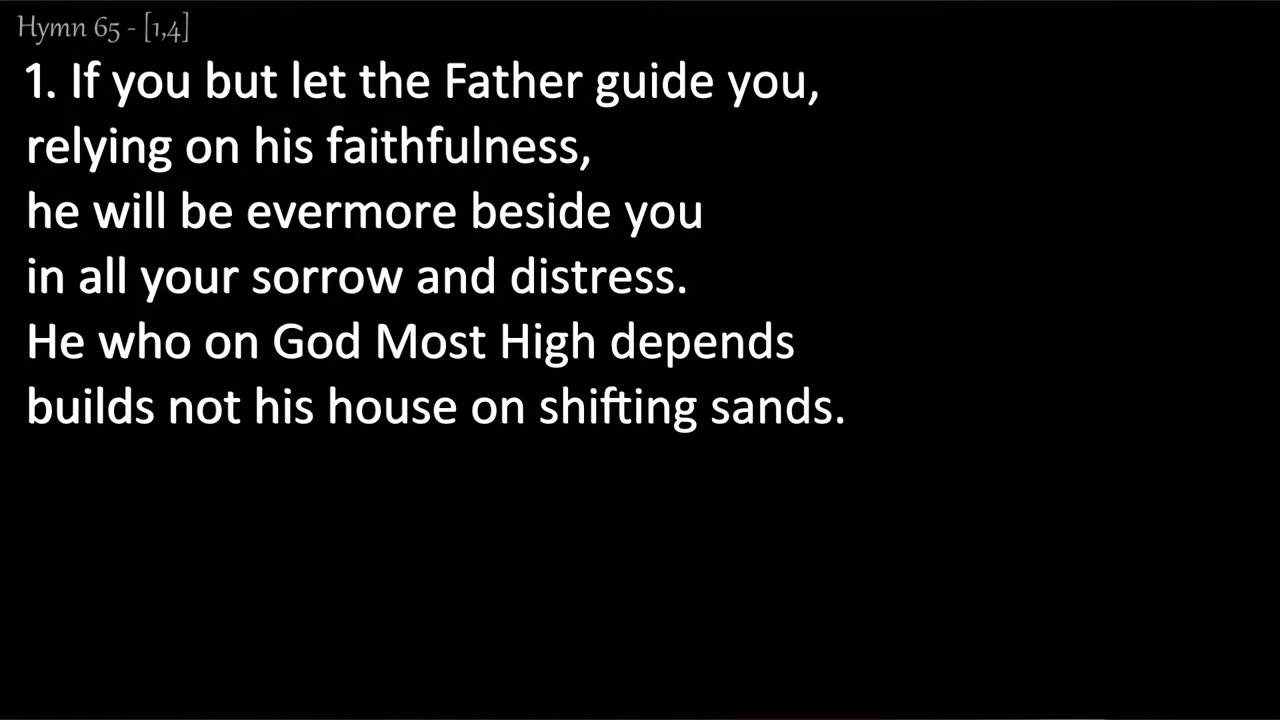 Hymn 65 - [1,4]
1. If you but let the Father guide you,
relying on his faithfulness,
he will be evermore beside you
in all your sorrow and distress.
He who on God Most High depends
builds not his house on shifting sands.